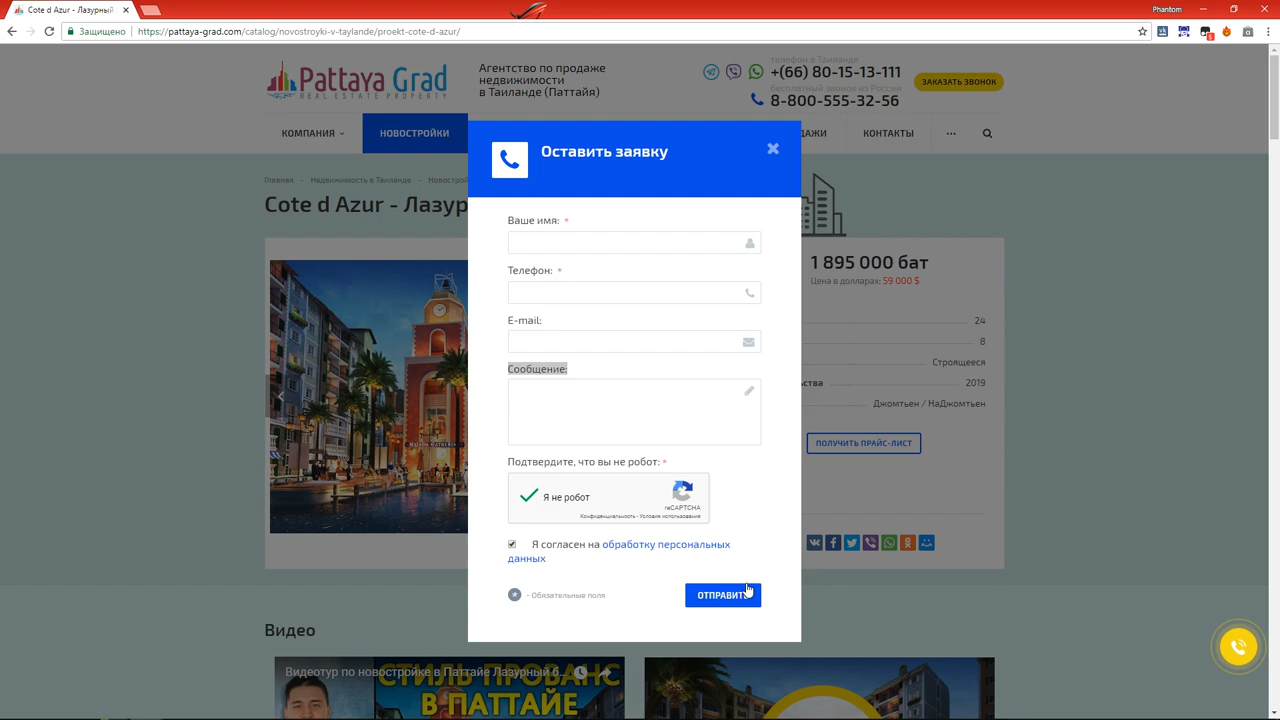 Cote d Azur - Лазурный
Phantom
Защищено
https://pattaya-grad.com/catalog/novostroyki-v-taylande/proekt-cote-d-azur/
Pattaya Grad
REAL ESTATE PROPERTY
Агентство по продаже
недвижимости
в Таиланде (Паттайя)
телефон в Таиланде
+(66) 80-15-13-111
бесплатный звонок из России
8-800-555-32-56
ЗАКАЗАТЬ ЗВОНОК
КОМПАНИЯ
НОВОСТРОЙКИ
ДАЖИ
КОНТАКТЫ
...
Главная
Недвижимость в Таиланде
Новострой
Cote d Azur - Лазур
Оставить заявку
Ваше имя: *
Телефон: *
E-mail:
Сообщение:
Подтвердите, что вы не робот: *
Я не робот
reCAPTCHA
Конфиденциальность - Условия использования
Я согласен на обработку персональных
данных
* - Обязательные поля
ОТПРАВИТЬ
1 895 000 бат
Цена в долларах: 59 000 $
24
8
Строящееся
ьства 2019
Джомтьен / НаДжомтьен
ПОЛУЧИТЬ ПРАЙС-ЛИСТ
Видео
Видеотур по новостройке в Паттайе Лазурный б...
СТИЛЬ ПРОВАНС
В ПАТТАЙЕ